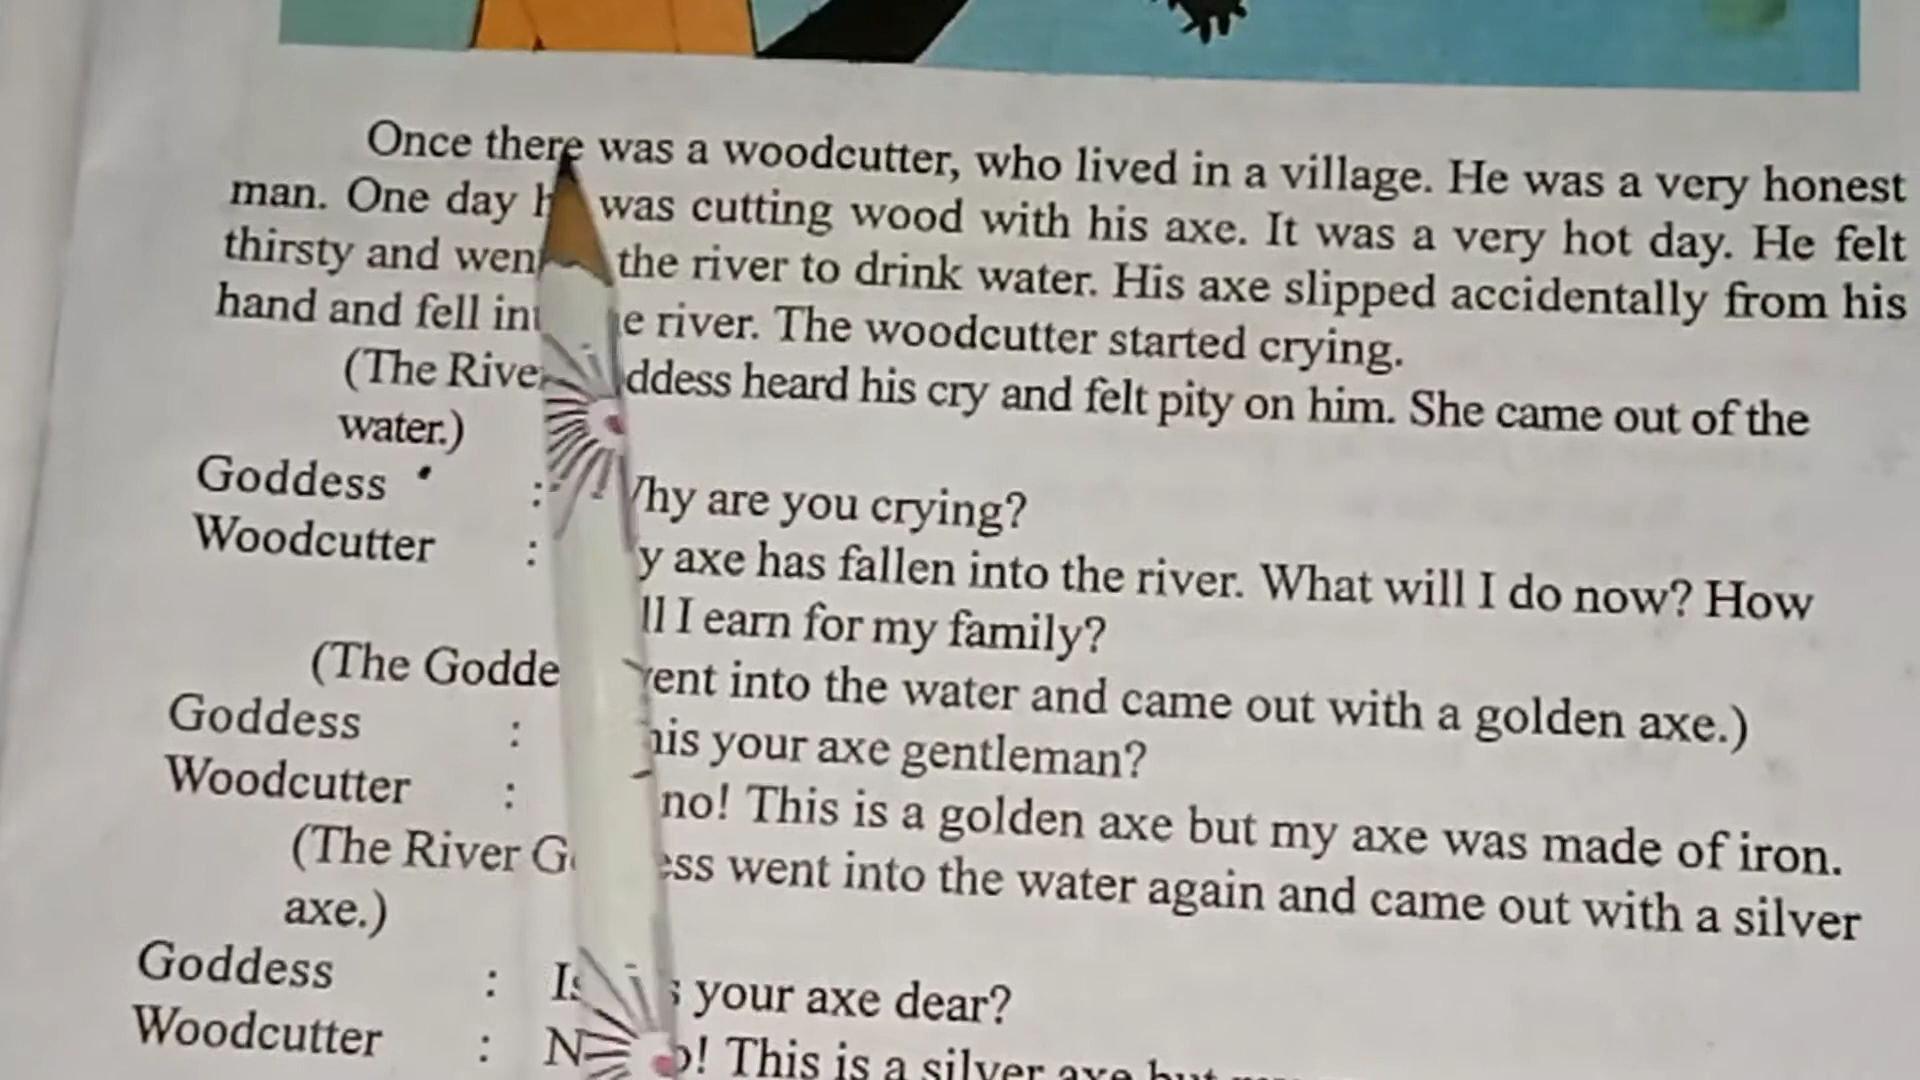 Once there was a woodcutter, who lived in a village. He was a very honest
man. One day was cutting wood with his axe. It was a very hot day. He felt
thirsty and the river to drink water. His axe slipped accidentally from his
hand and fell river. The woodcutter started crying.
(The heard his cry and felt pity on him. She came out of the
water.)
Goddess : are you crying?
Woodcutter : axe has fallen into the river. What will I do now? How
I earn for my family?
(The into the water and came out with a golden axe.)
Goddess : your axe gentleman?
Woodcutter : no! This is a golden axe but my axe was made of iron.
(The River went into the water again and came out with a silver
axe.)
Goddess : your axe dear?
Woodcutter : This is a silver axe but